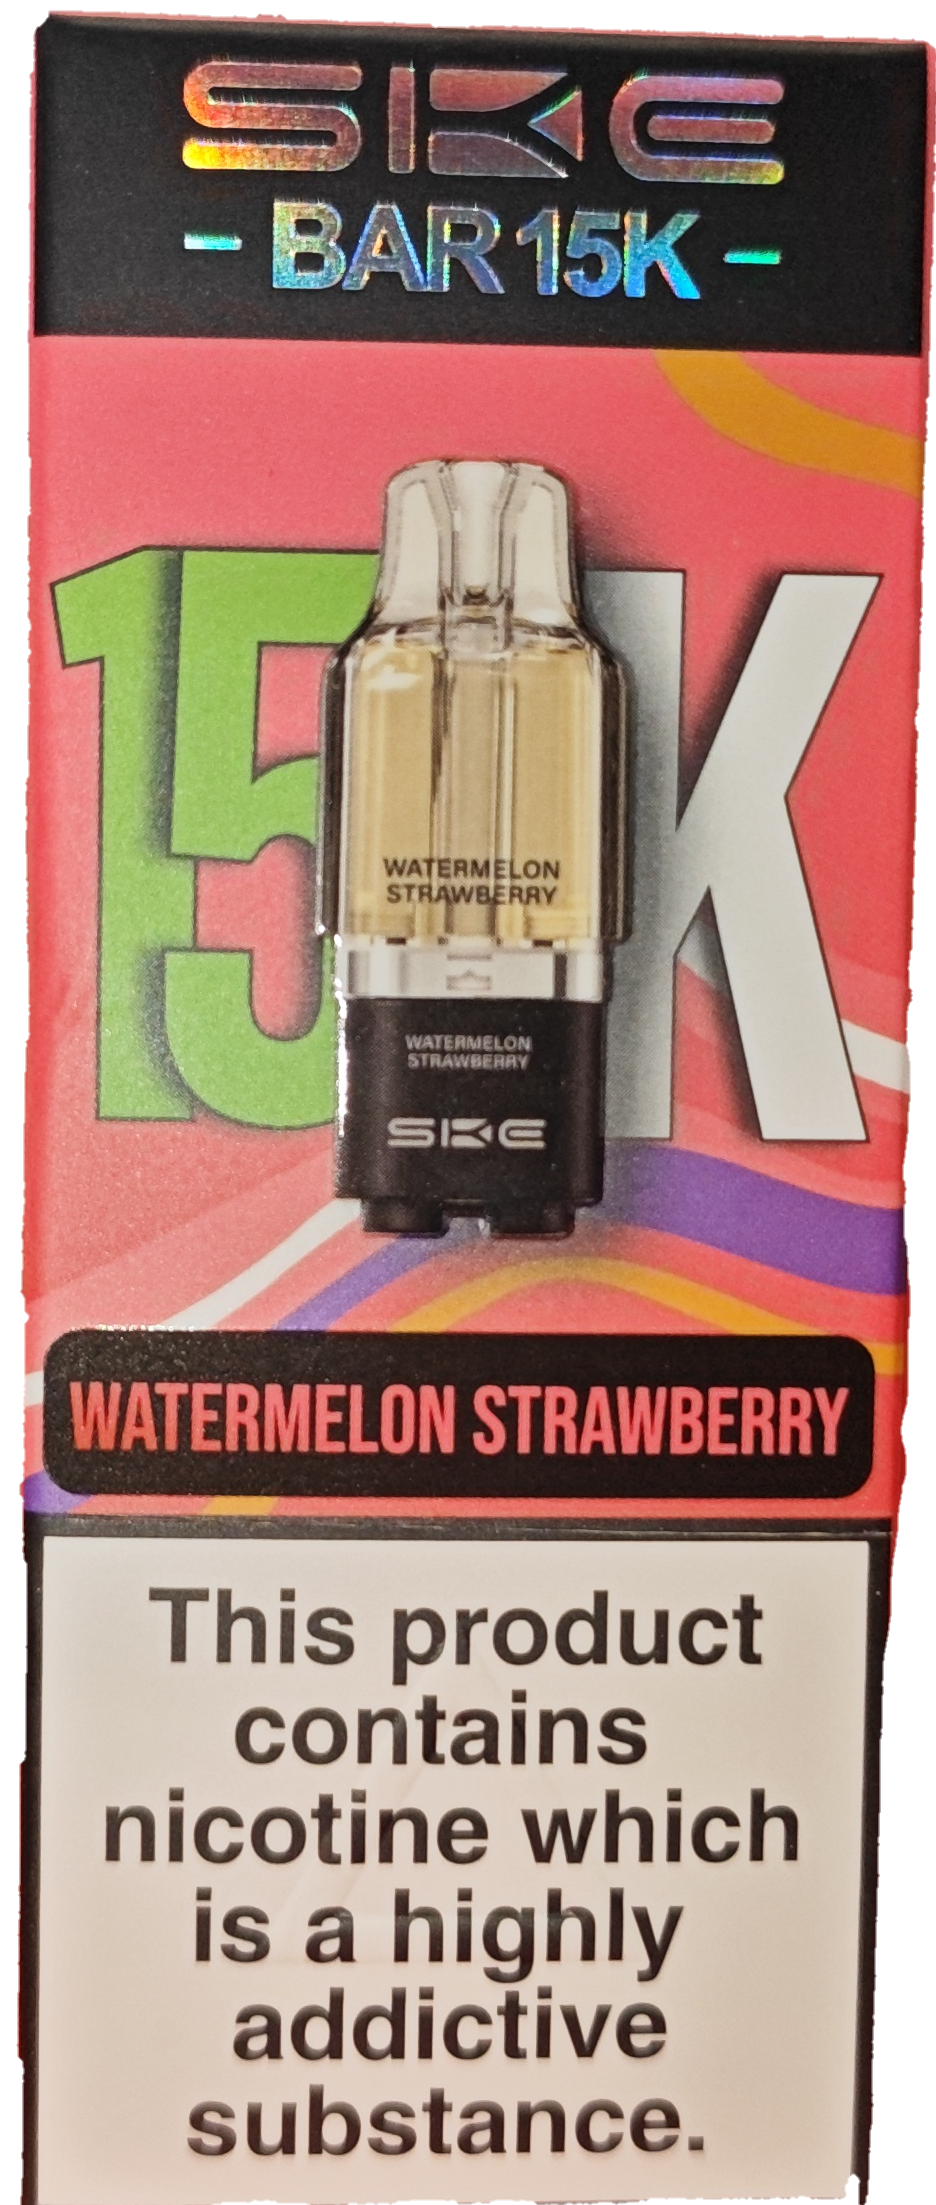 SKE
- BAR 15K -
15K
WATERMELON
STRAWBERRY
WATERMELON
STRAWBERRY
SKE
WATERMELON STRAWBERRY
This product
contains
nicotine which
is a highly
addictive
substance.